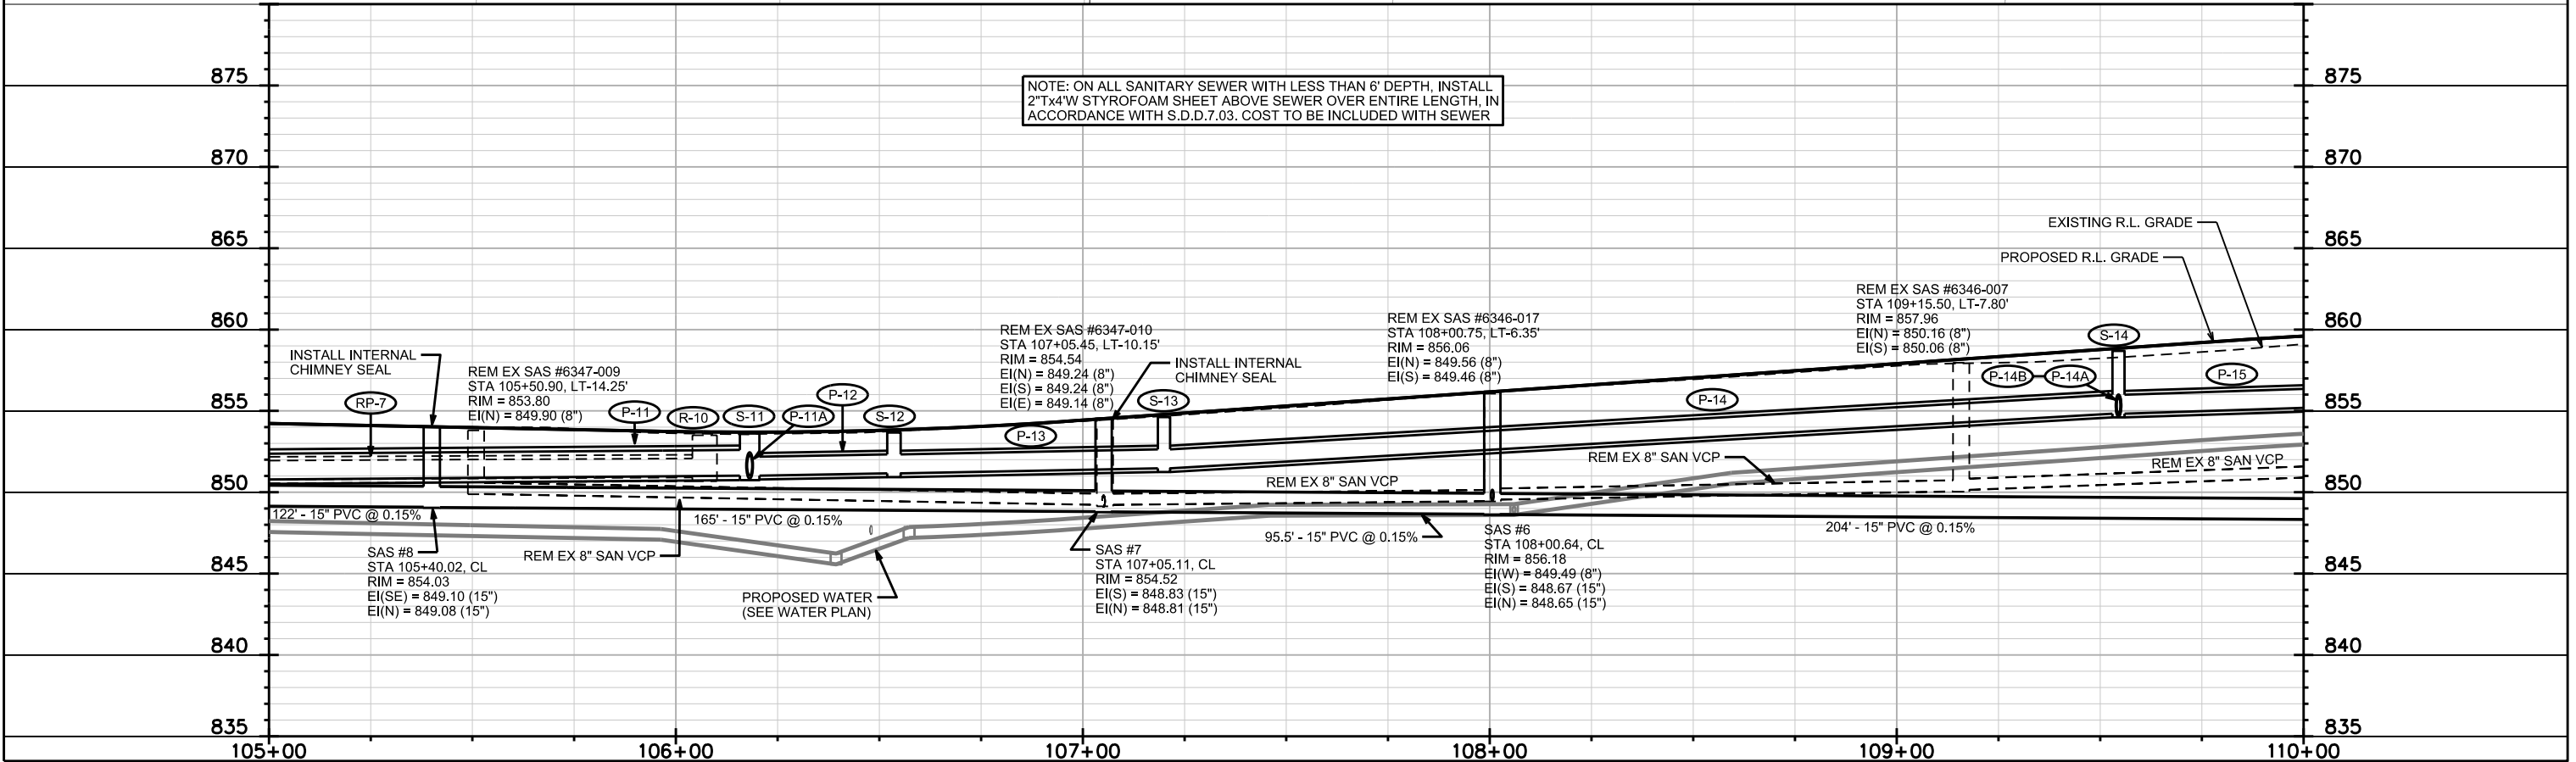 NOTE: ON ALL SANITARY SEWER WITH LESS THAN 6' DEPTH, INSTALL
2"Tx4'W STYROFOAM SHEET ABOVE SEWER OVER ENTIRE LENGTH, IN
ACCORDANCE WITH S.D.D.7.03. COST TO BE INCLUDED WITH SEWER
875
875
870
870
865
865
860
860
855
855
850
850
845
845
840
840
835
835
EXISTING R.L. GRADE
PROPOSED R.L. GRADE
INSTALL INTERNAL
CHIMNEY SEAL
RP-7
REM EX SAS #6347-009
STA 105+50.90, LT-14.25'
RIM = 853.80
EI(N) = 849.90 (8")
P-11
R-10
S-11
P-11A
P-12
S-12
REM EX SAS #6347-010
STA 107+05.45, LT-10.15'
RIM = 854.54
EI(N) = 849.24 (8")
EI(S) = 849.24 (8")
EI(E) = 849.14 (8")
P-13
INSTALL INTERNAL
CHIMNEY SEAL
S-13
REM EX SAS #6346-017
STA 108+00.75, LT-6.35'
RIM = 856.06
EI(N) = 849.56 (8")
EI(S) = 849.46 (8")
P-14
REM EX SAS #6346-007
STA 109+15.50, LT-7.80'
RIM = 857.96
EI(N) = 850.16 (8")
EI(S) = 850.06 (8")
P-14B
P-14A
S-14
P-15
REM EX 8" SAN VCP
REM EX 8" SAN VCP
REM EX 8" SAN VCP
122' - 15" PVC @ 0.15%
165' - 15" PVC @ 0.15%
95.5' - 15" PVC @ 0.15%
204' - 15" PVC @ 0.15%
SAS #8
STA 105+40.02, CL
RIM = 854.03
EI(SE) = 849.10 (15")
EI(N) = 849.08 (15")
REM EX 8" SAN VCP
PROPOSED WATER
(SEE WATER PLAN)
SAS #7
STA 107+05.11, CL
RIM = 854.52
EI(S) = 848.83 (15")
EI(N) = 848.81 (15")
SAS #6
STA 108+00.64, CL
RIM = 856.18
EI(W) = 849.49 (8")
EI(S) = 848.67 (15")
EI(N) = 848.65 (15")
105+00
106+00
107+00
108+00
109+00
110+00